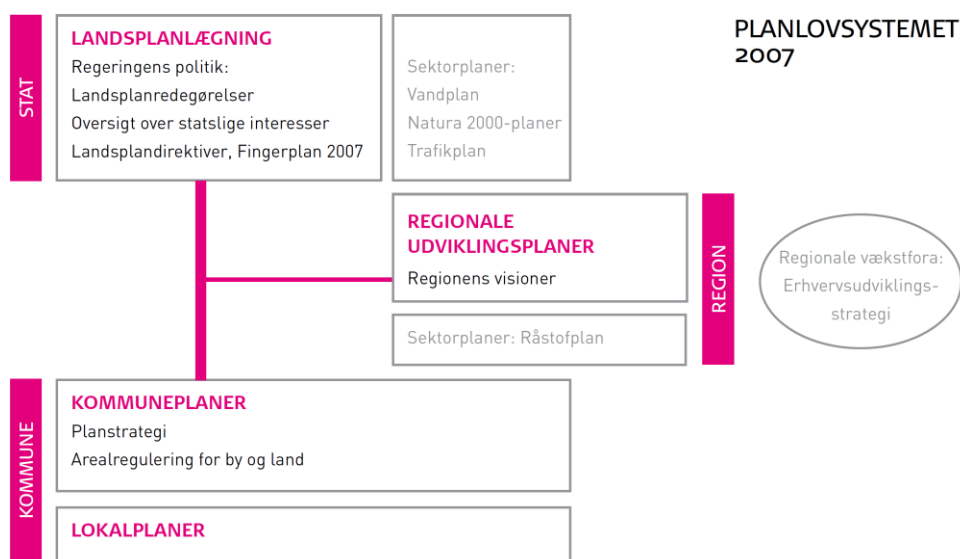 PLANLOVSYSTEMET
2007
STAT
LANDSPLANLÆGNING
Regeringens politik:
Landsplanredegørelser
Oversigt over statslige interesser
Landsplandirektiver, Fingerplan 2007
Sektorplaner:
Vandplan
Natura 2000-planer
Trafikplan
REGIONALE
UDVIKLINGSPLANER
Regionens visioner
Sektorplaner: Råstofplan
REGION
Regionale vækstfora:
Erhvervsudviklings-
strategi
KOMMUNE
KOMMUNEPLANER
Planstrategi
Arealregulering for by og land
LOKALPLANER